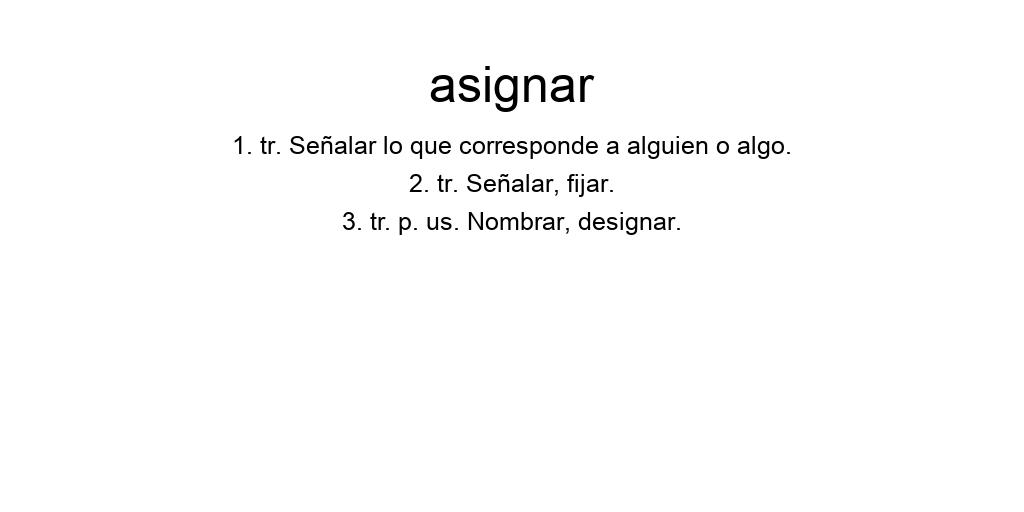 asignar
1. tr. Señalar lo que corresponde a alguien o algo.
2. tr. Señalar, fijar.
3. tr. p. us. Nombrar, designar.